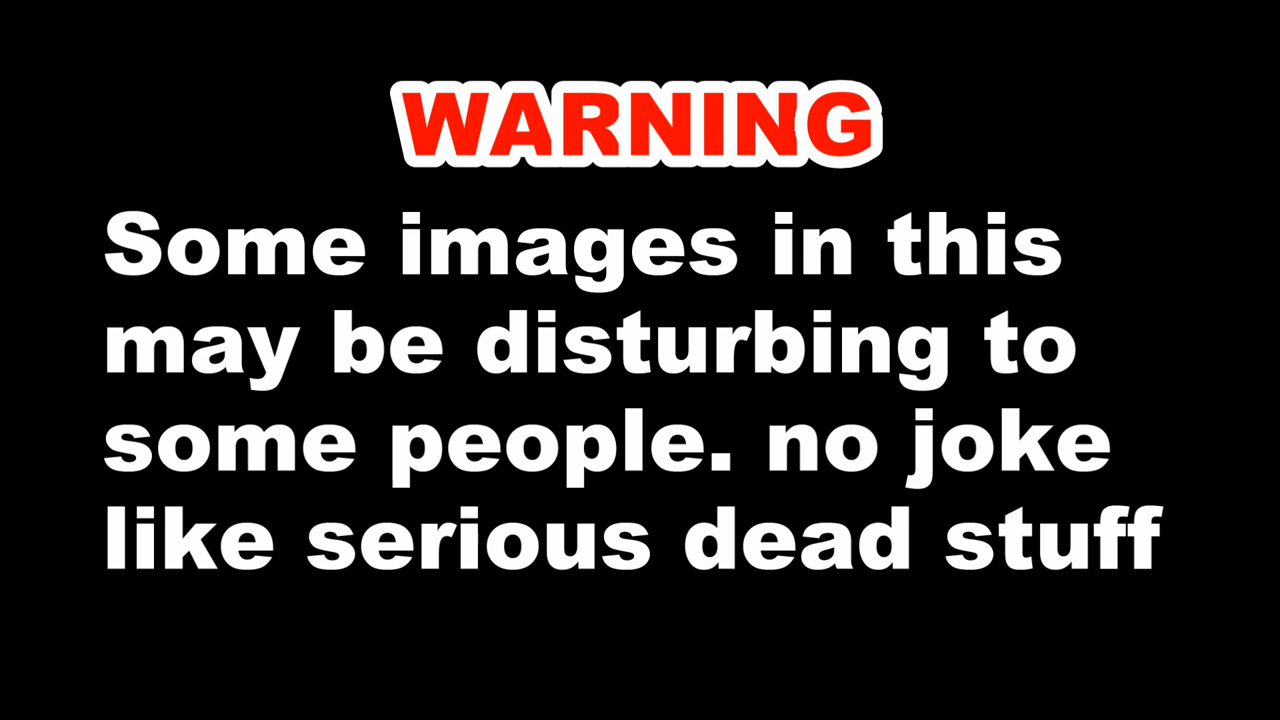 WARNING
Some images in this
may be disturbing to
some people. no joke
like serious dead stuff